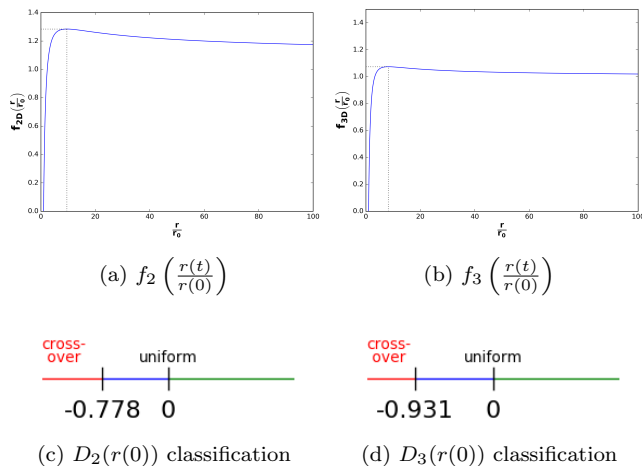 1.4
1.2
1.0
0.8
0.6
0.4
0.2
0.0
f2D(r/r0)
0 20 40 60 80 100
r/r0
1.4
1.2
1.0
0.8
0.6
0.4
0.2
0.0
f3D(r/r0)
0 20 40 60 80 100
r/r0
(a) f2 (r(t)/r(0))
(b) f3 (r(t)/r(0))
cross-
over
uniform
-0.778 0
cross-
over
uniform
-0.931 0
(c) D2(r(0)) classification
(d) D3(r(0)) classification